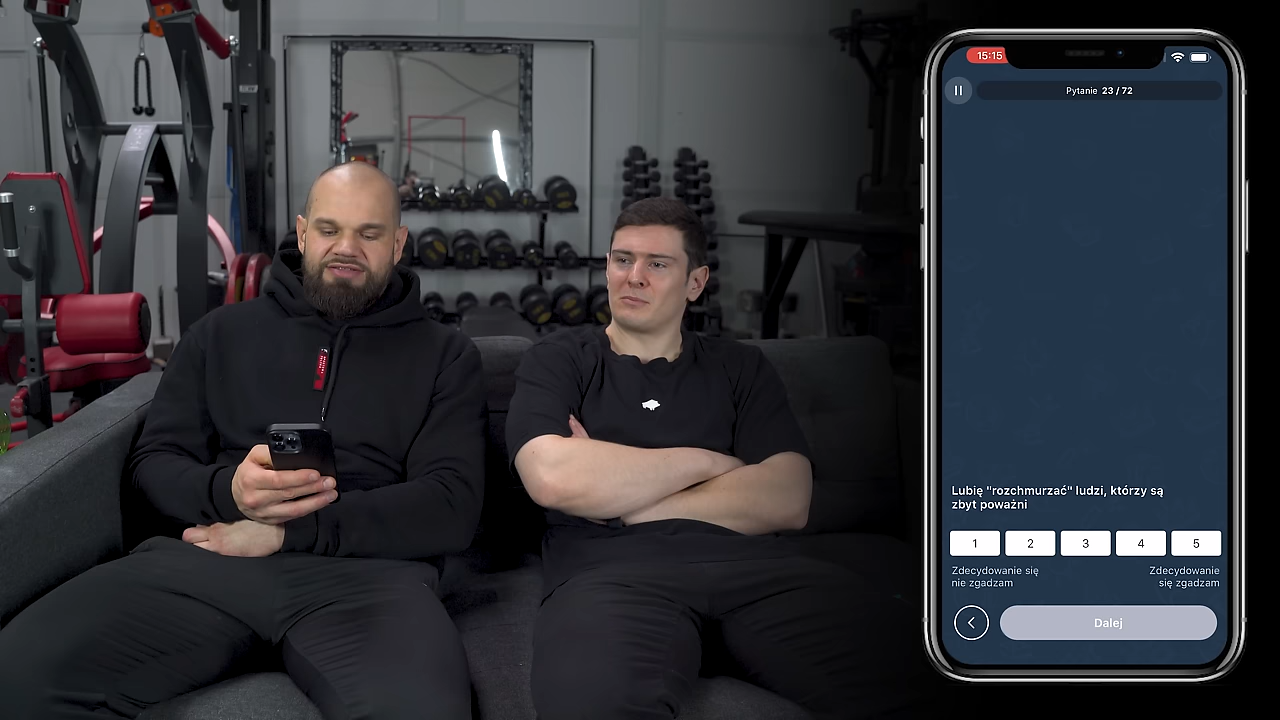 15:15
Pytanie 23 / 72
Lubię "rozchmurzać" ludzi, którzy są
zbyt poważni
1 2 3 4 5
Zdecydowanie się
nie zgadzam
Zdecydowanie
się zgadzam
Dalej